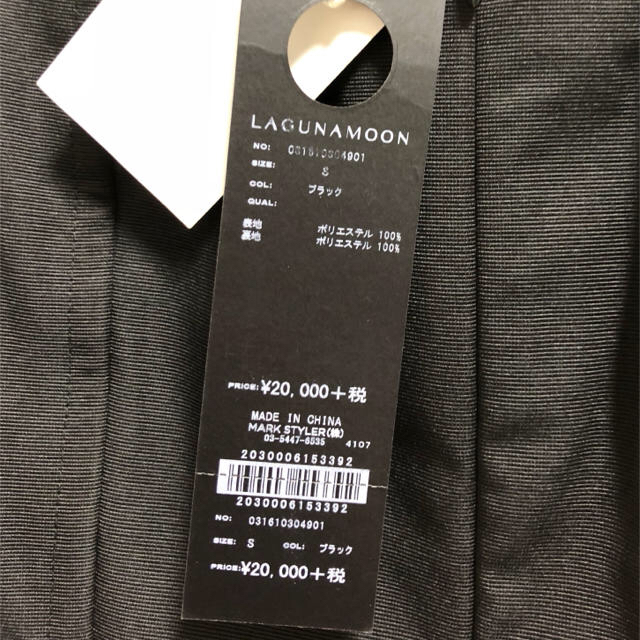 LAGUNAMOON
NO: 031610304901
SIZE: S
COL: ブラック
QUAL:
表地 ポリエステル 100%
裏地 ポリエステル 100%
PRICE: ¥20,000+税
MADE IN CHINA
MARK STYLER(株)
03-5447-6535 4107
2030006153392
2030006153392
NO: 031610304901
SIZE: S COL: ブラック
PRICE: ¥20,000+税